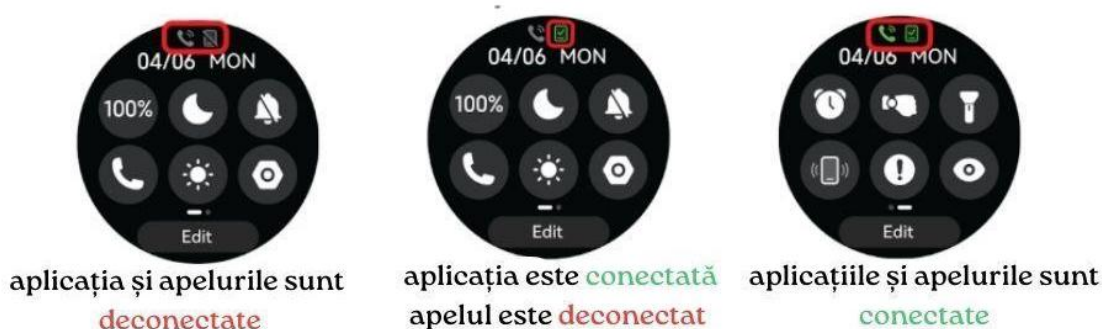 04/06 MON
100%
Edit
aplicația și apelurile sunt
deconectate
04/06 MON
100%
Edit
aplicația este conectată
apelul este deconectat
04/06 MON
Edit
aplicațiile și apelurile sunt
conectate